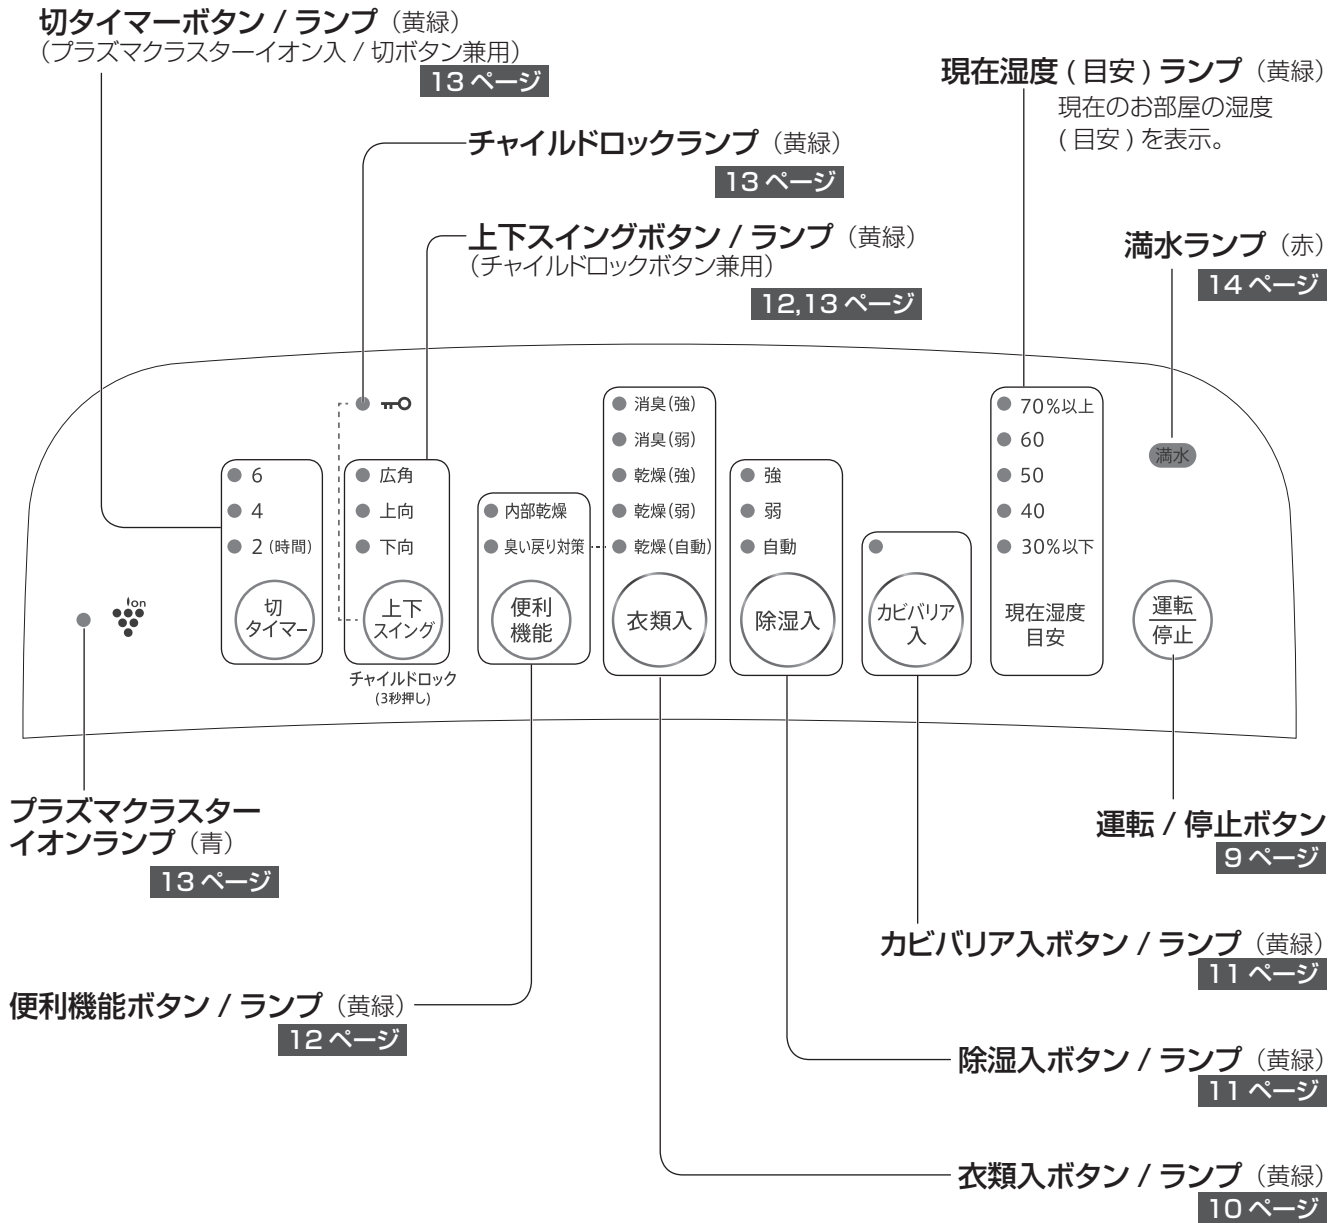 切タイマーボタン / ランプ（黄緑）
（プラズマクラスターイオン入 / 切ボタン兼用）
13 ページ
チャイルドロックランプ（黄緑）
13 ページ
上下スイングボタン / ランプ（黄緑）
（チャイルドロックボタン兼用）
12,13 ページ
現在湿度 ( 目安 ) ランプ（黄緑）
現在のお部屋の湿度
( 目安 ) を表示。
満水ランプ（赤）
14 ページ
ion
6
4
2 (時間)
切
タイマー
広角
上向
下向
上下
スイング
チャイルドロック
(3秒押し)
内部乾燥
臭い戻り対策
便利
機能
消臭(強)
消臭(弱)
乾燥(強)
乾燥(弱)
乾燥(自動)
衣類入
強
弱
自動
除湿入
カビバリア
入
70%以上
60
50
40
30%以下
現在湿度
目安
満水
運転
停止
プラズマクラスター
イオンランプ（青）
13 ページ
運転 / 停止ボタン
9 ページ
カビバリア入ボタン / ランプ（黄緑）
11 ページ
便利機能ボタン / ランプ（黄緑）
12 ページ
除湿入ボタン / ランプ（黄緑）
11 ページ
衣類入ボタン / ランプ（黄緑）
10 ページ